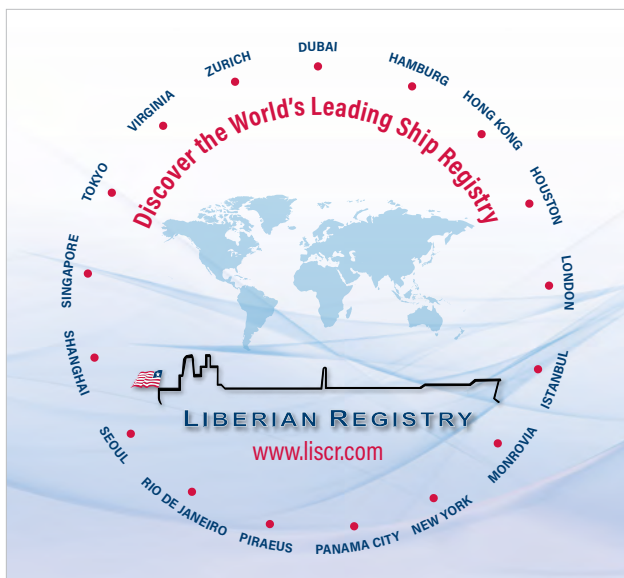 DUBAI
HAMBURG
HONG KONG
HOUSTON
LONDON
ISTANBUL
MONROVIA
NEW YORK
PANAMA CITY
PIRAEUS
RIO DE JANEIRO
SEOUL
SHANGHAI
SINGAPORE
TOKYO
VIRGINIA
ZURICH
Discover the World's Leading Ship Registry
LIBERIAN REGISTRY
www.liscr.com